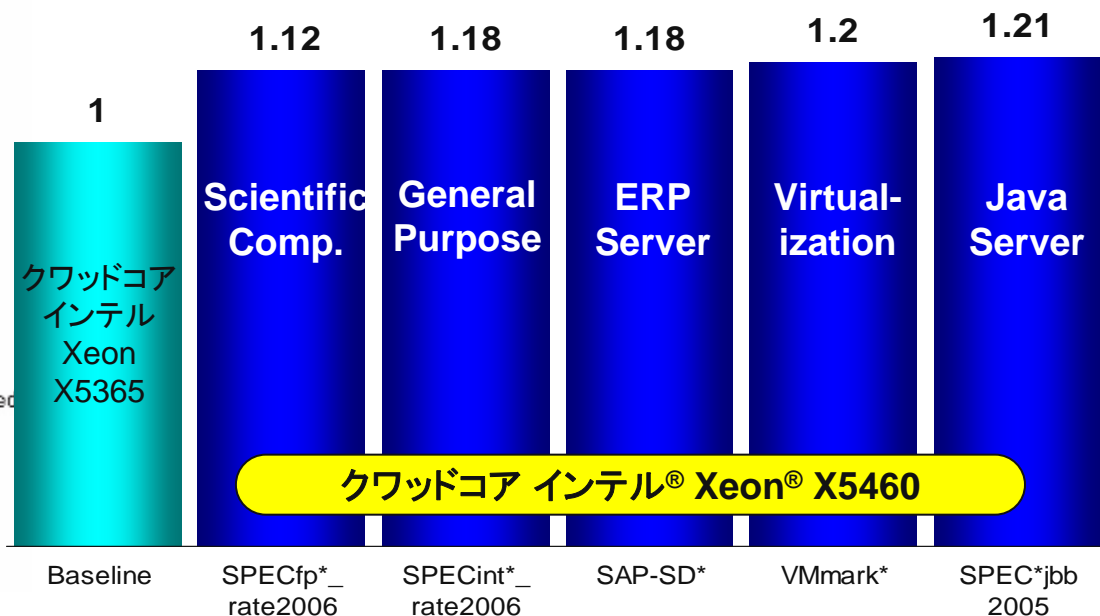 1
1.12
1.18
1.18
1.2
1.21
クワッドコア
インテル
Xeon
X5365
Scientific
Comp.
General
Purpose
ERP
Server
Virtual-
ization
Java
Server
クワッドコア インテル® Xeon® X5460
Baseline
SPECfp*_
rate2006
SPECint*_
rate2006
SAP-SD*
VMmark*
SPEC*jbb
2005